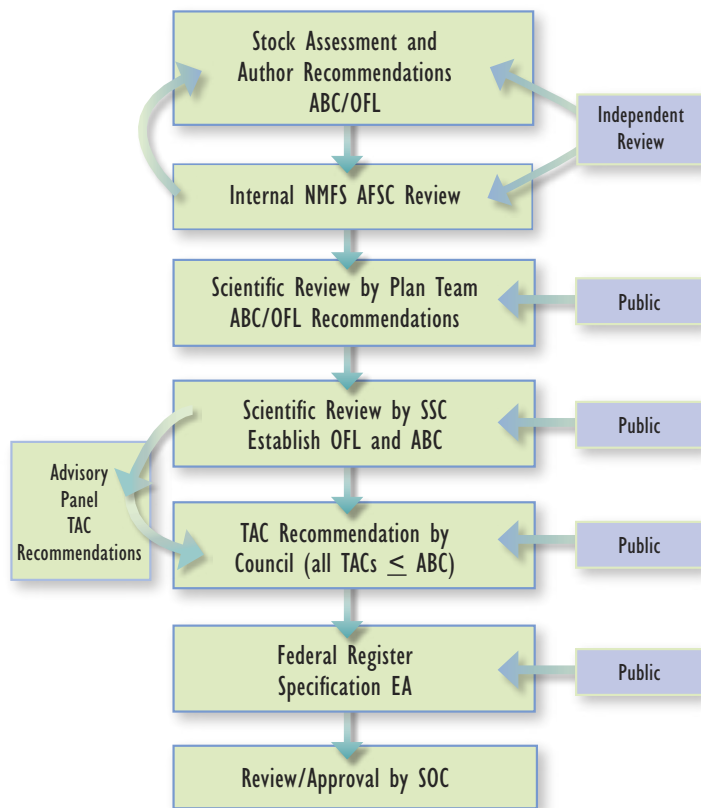 Stock Assessment and
Author Recommendations
ABC/OFL
Independent
Review
Internal NMFS AFSC Review
Scientific Review by Plan Team
ABC/OFL Recommendations
Public
Scientific Review by SSC
Establish OFL and ABC
Public
Advisory
Panel
TAC
Recommendations
TAC Recommendation by
Council (all TACs ≤ ABC)
Public
Federal Register
Specification EA
Public
Review/Approval by SOC